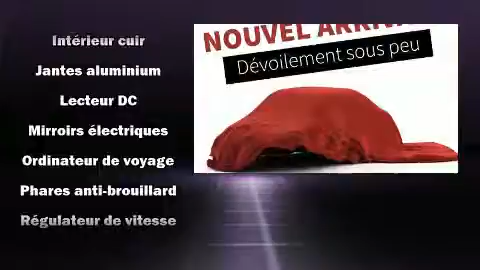 Intérieur cuir
Jantes aluminium
Lecteur DC
Mirroirs électriques
Ordinateur de voyage
Phares anti-brouillard
Régulateur de vitesse
NOUVEL
Dévoilement sous peu